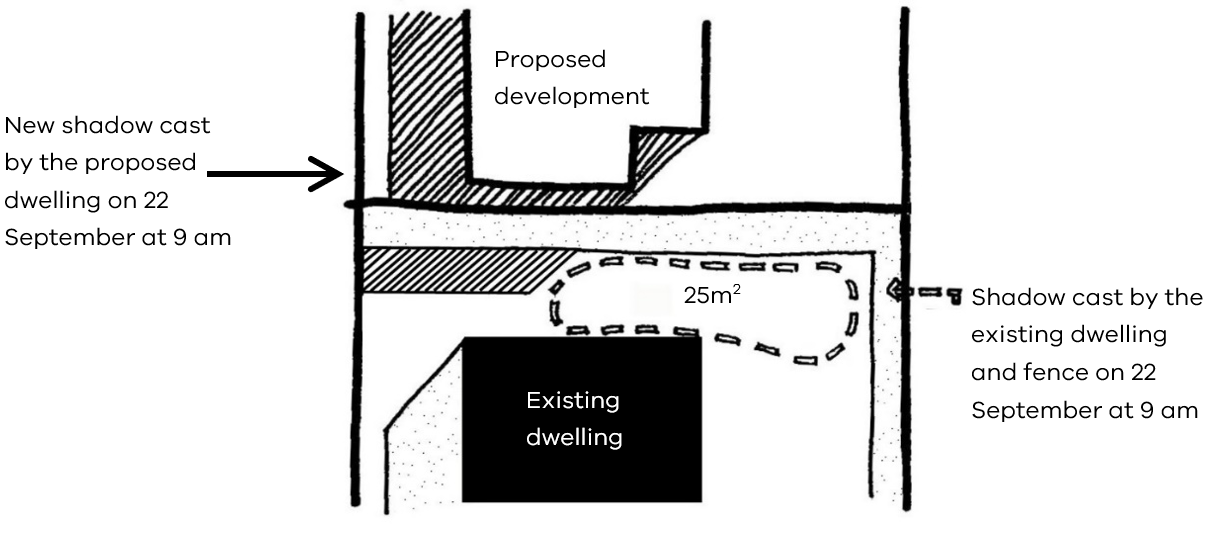 Proposed
development
New shadow cast
by the proposed
dwelling on 22
September at 9 am
25m²
Shadow cast by the
existing dwelling
and fence on 22
September at 9 am
Existing
dwelling